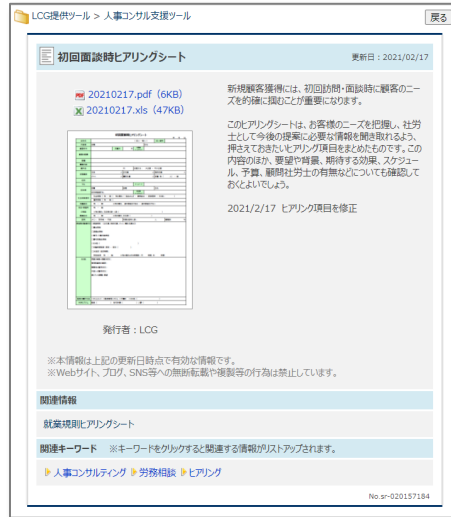 LCG提供ツール > 人事コンサル支援ツール
戻る
初回面談時ヒアリングシート
更新日：2021/02/17
20210217.pdf（6KB）
20210217.xls（47KB）
新規顧客獲得には、初回訪問・面談時に顧客のニー
ズを的確に掴むことが重要になります。
このヒアリングシートは、お客様のニーズを把握し、社労
士として今後の提案に必要な情報を聞き取れるよう、
押さえておきたいヒアリング項目をまとめたものです。この
内容のほか、要望や背景、期待する効果、スケジュー
ル、予算、顧問社労士の有無などについても確認して
おくとよいでしょう。
2021/2/17 ヒアリング項目を修正
発行者：LCG
※本情報は上記の更新日時点で有効な情報です。
※Webサイト、ブログ、SNS等への無断転載や複製等の行為は禁止しています。
関連情報
就業規則ヒアリングシート
関連キーワード ※キーワードをクリックすると関連する情報がリストアップされます。
人事コンサルティング 労務相談 ヒアリング
No.sr-020157184